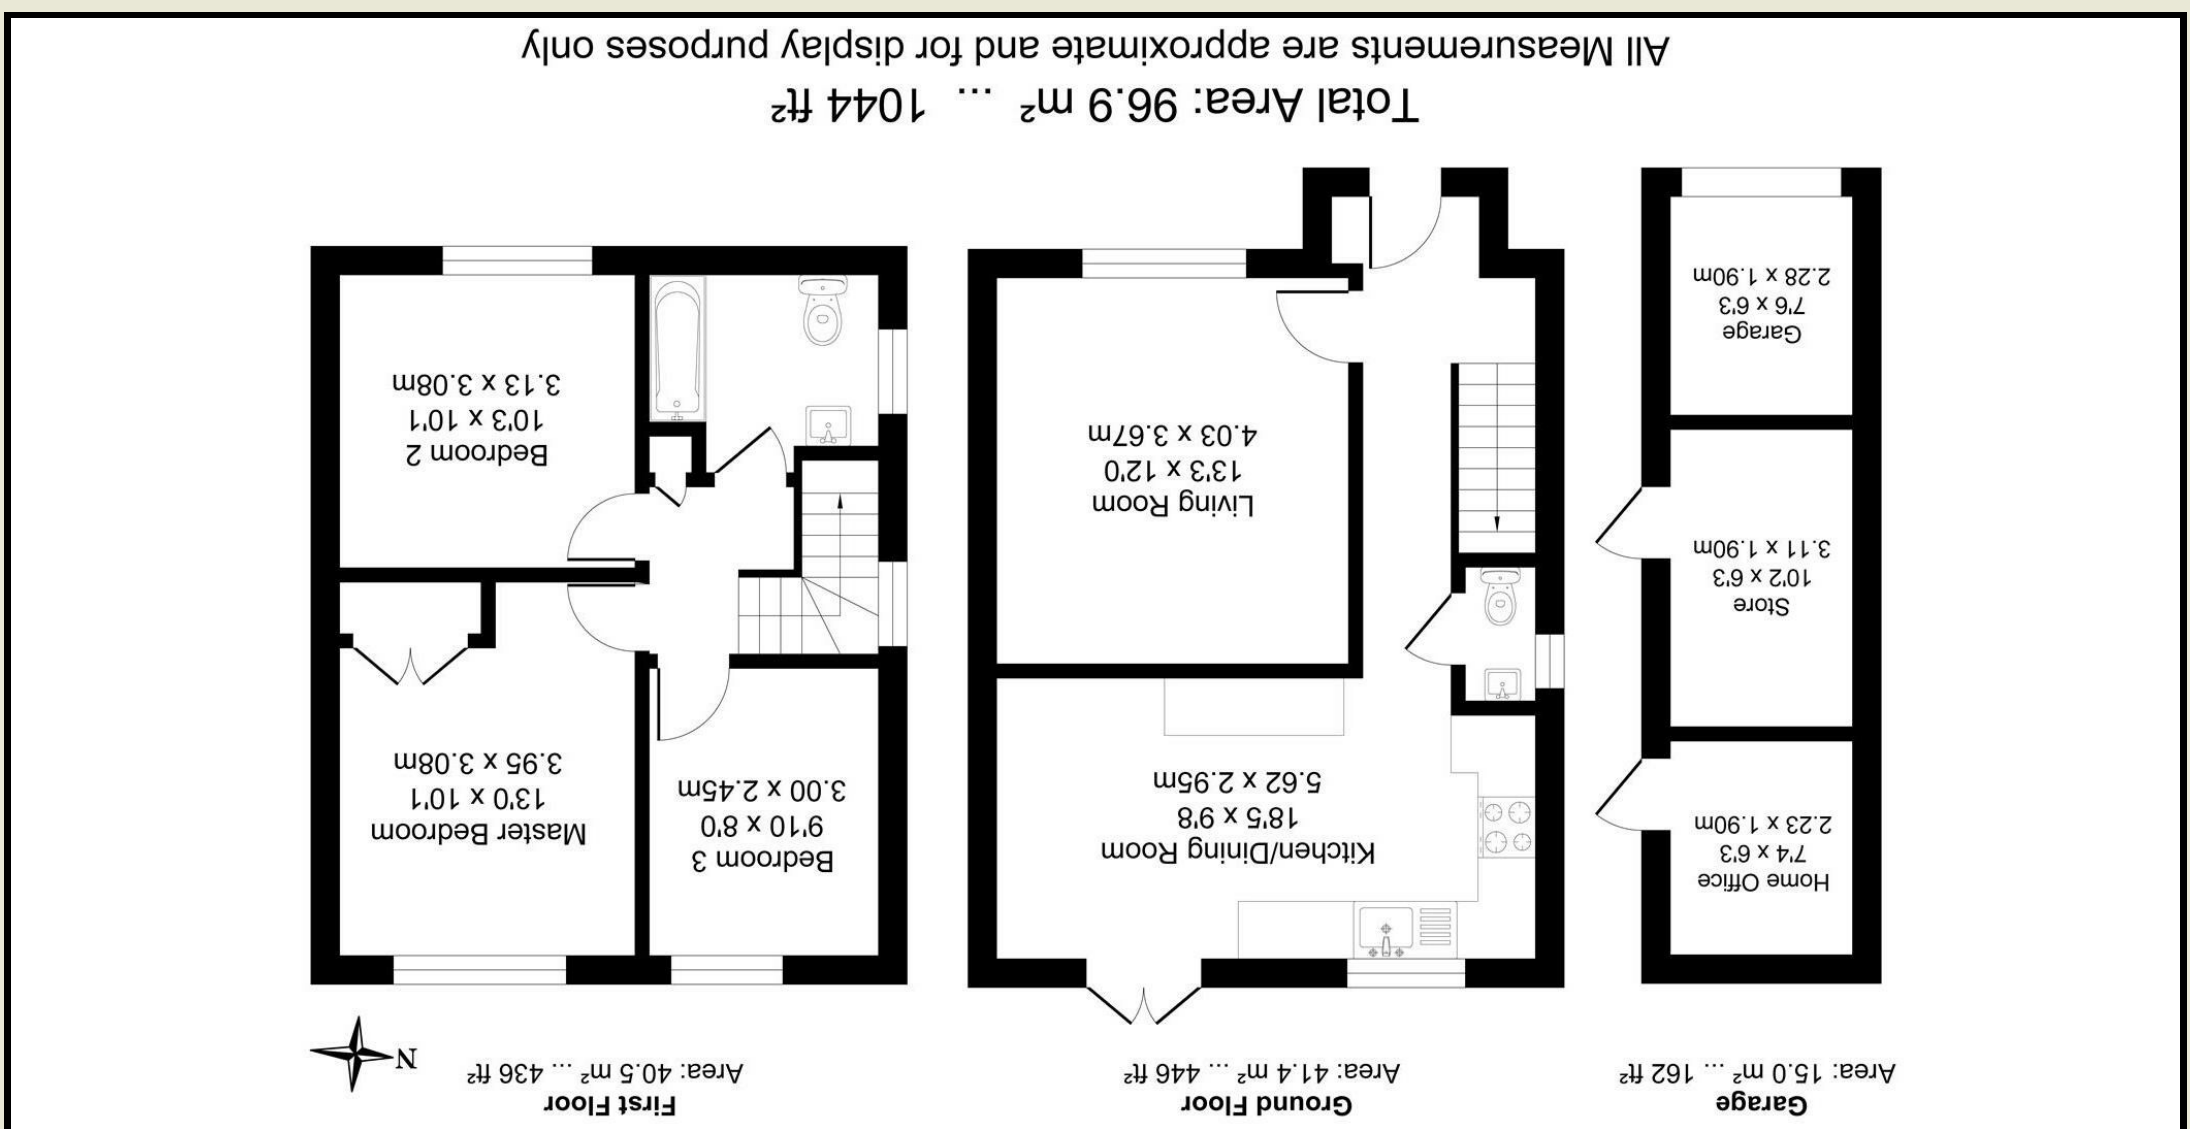 Garage
Area: 15.0 m² ... 162 ft²
Home Office
7'4 x 6'3
2.23 x 1.90m
Store
10'2 x 6'3
3.11 x 1.90m
Garage
7'6 x 6'3
2.28 x 1.90m
Ground Floor
Area: 41.4 m² ... 446 ft²
Kitchen/Dining Room
18'5 x 9'8
5.62 x 2.95m
Living Room
13'3 x 12'0
4.03 x 3.67m
First Floor
Area: 40.5 m² ... 436 ft²
N
Bedroom 3
9'10 x 8'0
3.00 x 2.45m
Master Bedroom
13'0 x 10'1
3.95 x 3.08m
Bedroom 2
10'3 x 10'1
3.13 x 3.08m
Total Area: 96.9 m² ... 1044 ft²
All Measurements are approximate and for display purposes only